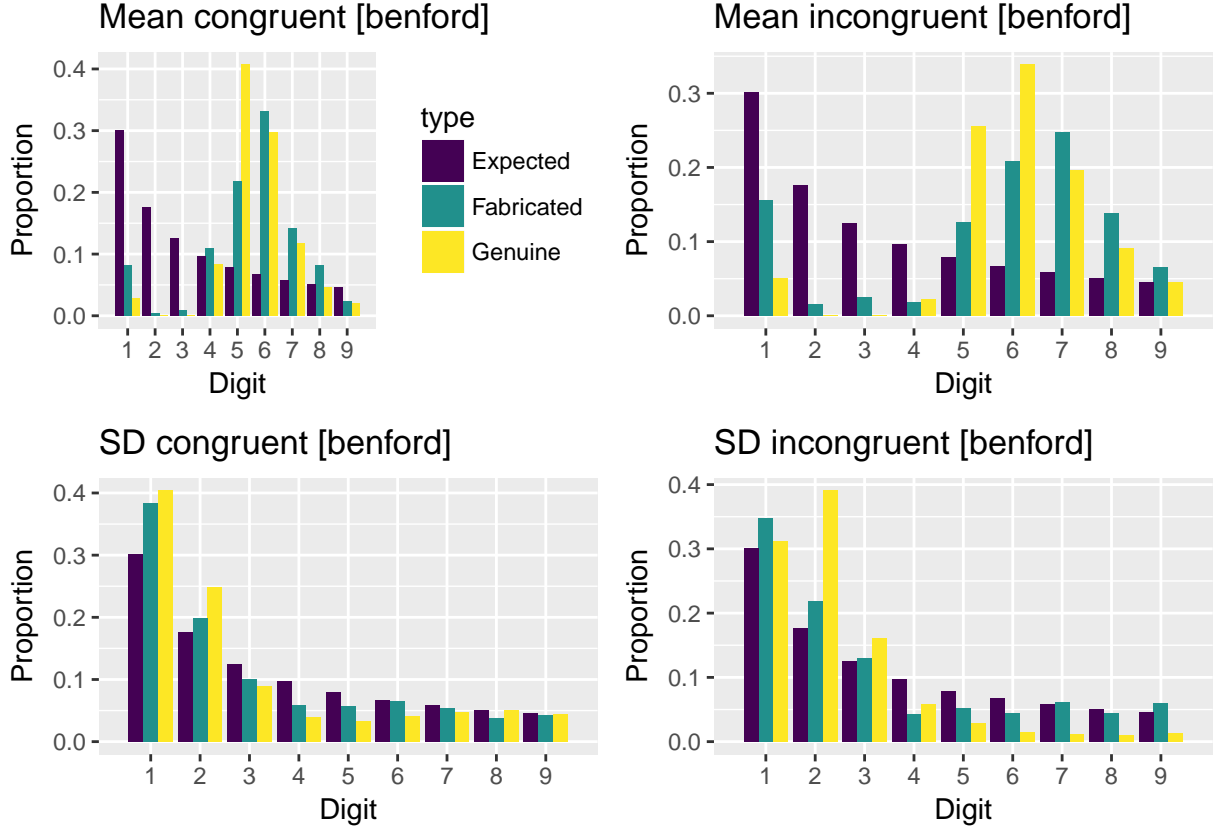 Mean congruent [benford]
Proportion
0.4
0.3
0.2
0.1
0.0
1 2 3 4 5 6 7 8 9
Digit
type
Expected
Fabricated
Genuine
Mean incongruent [benford]
Proportion
0.3
0.2
0.1
0.0
1 2 3 4 5 6 7 8 9
Digit
SD congruent [benford]
Proportion
0.4
0.3
0.2
0.1
0.0
1 2 3 4 5 6 7 8 9
Digit
SD incongruent [benford]
Proportion
0.4
0.3
0.2
0.1
0.0
1 2 3 4 5 6 7 8 9
Digit